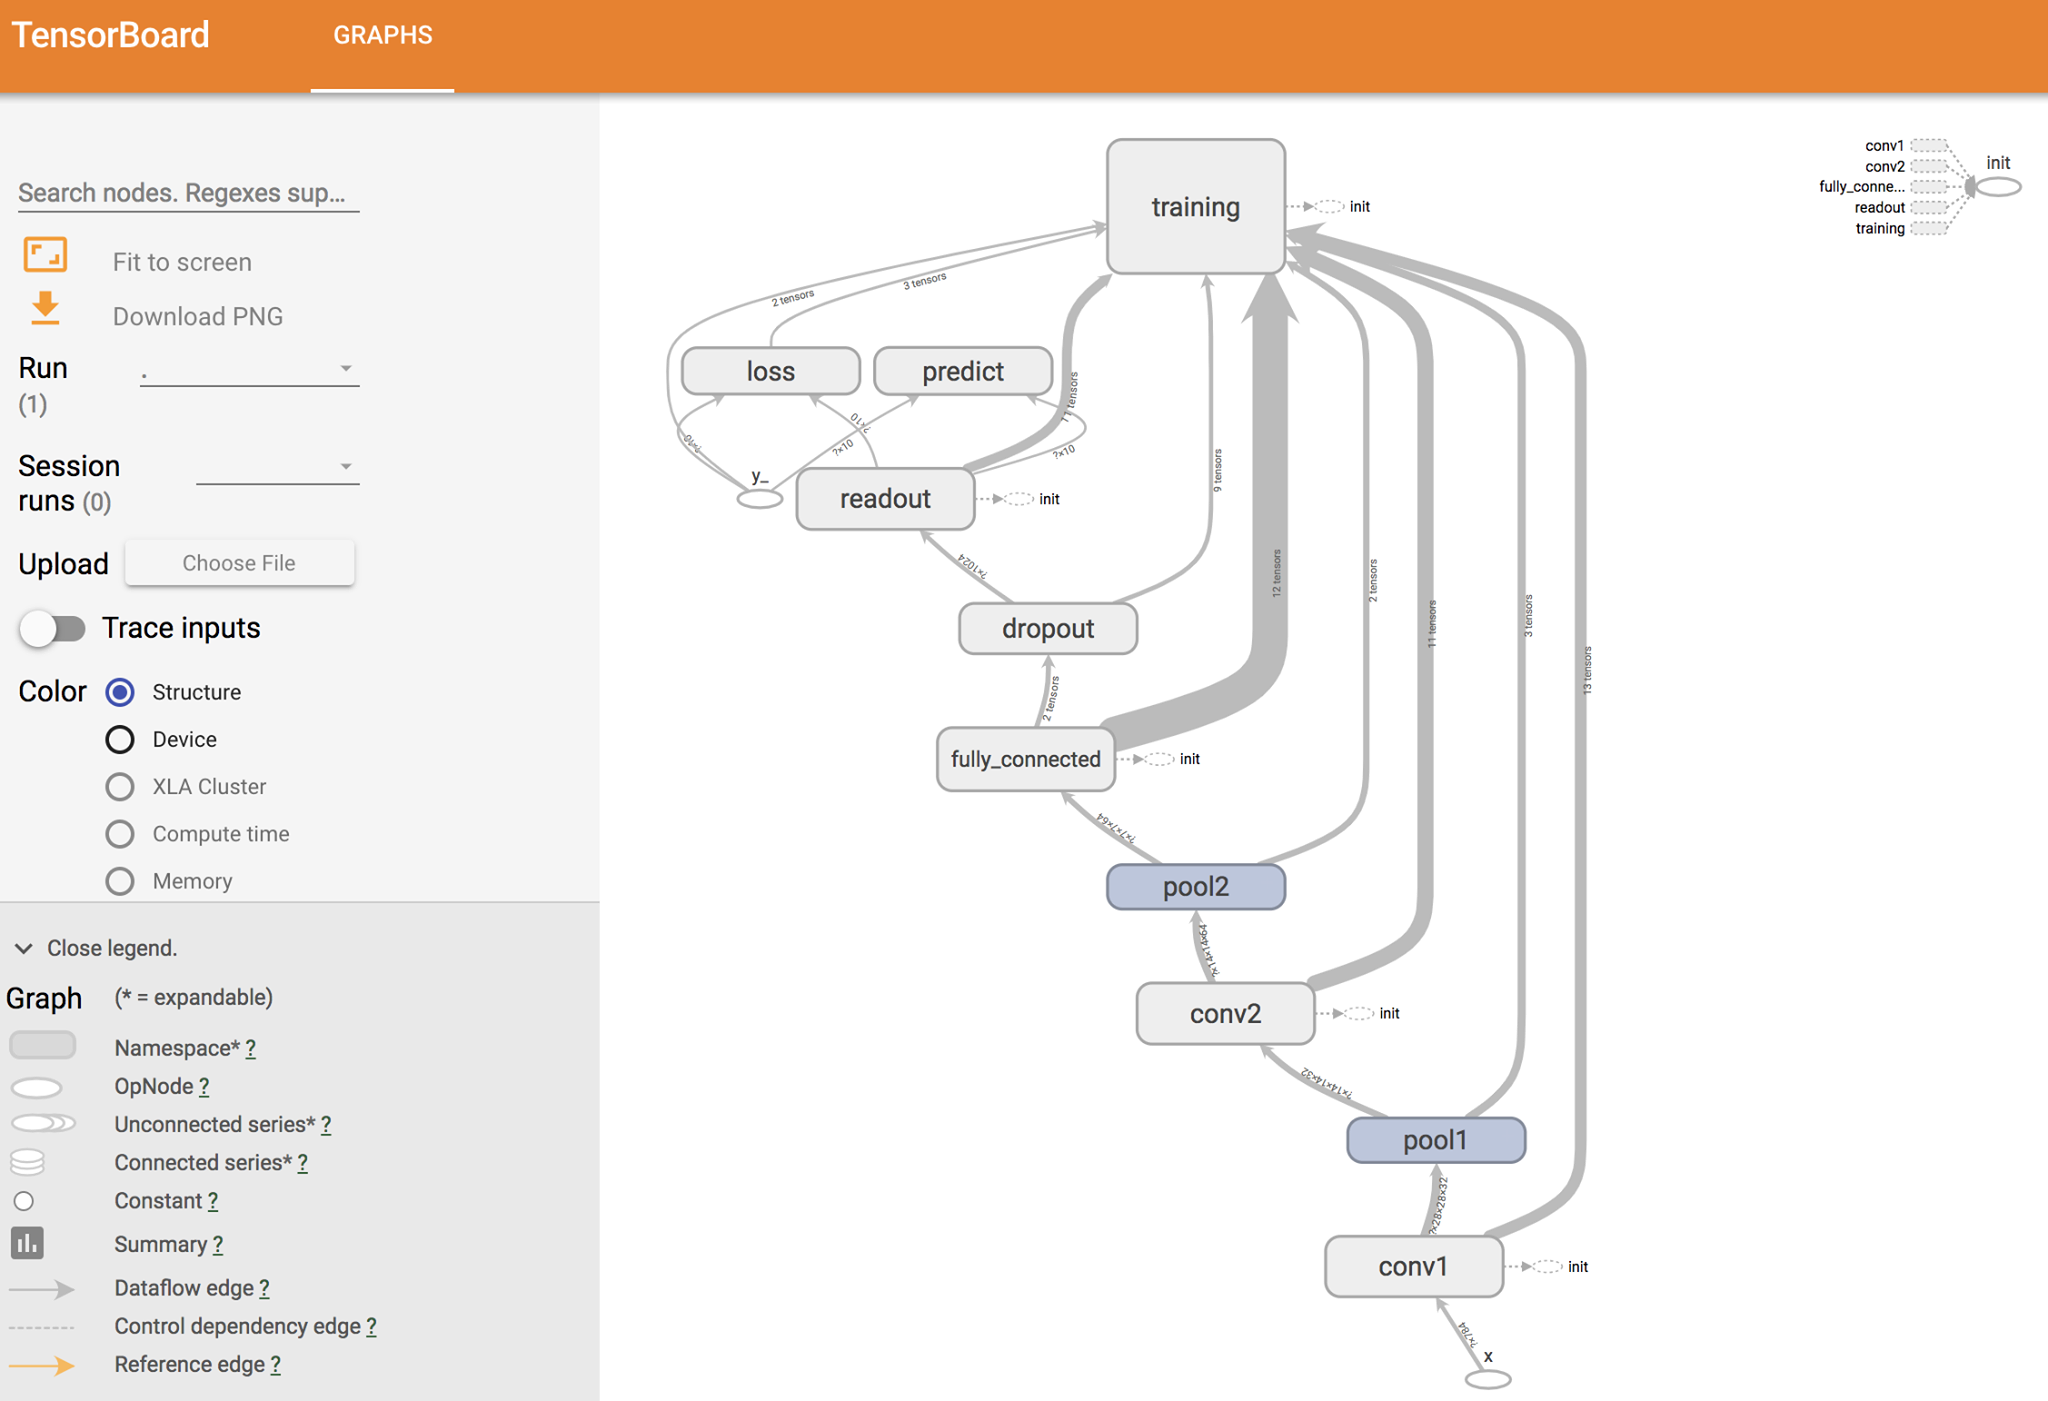 TensorBoard
GRAPHS
Search nodes. Regexes sup...
Fit to screen
Download PNG
Run
(1)
.
Session
runs (0)
Upload
Choose File
Trace inputs
Color
Structure
Device
XLA Cluster
Compute time
Memory
Close legend.
Graph
(* = expandable)
Namespace* ?
OpNode ?
Unconnected series* ?
Connected series* ?
Constant ?
Summary ?
Dataflow edge ?
Control dependency edge ?
Reference edge ?
training
init
2 tensors
3 tensors
loss
predict
11 tensors
?×10
?×10
?×10
?×10
y_
readout
init
9 tensors
?×1024
dropout
12 tensors
2 tensors
11 tensors
3 tensors
13 tensors
2 tensors
fully_connected
init
?×7×7×64
pool2
?×14×14×64
conv2
init
?×14×14×32
pool1
?×28×28×32
conv1
init
?×784
x
conv1
conv2
fully_conne...
readout
training
init